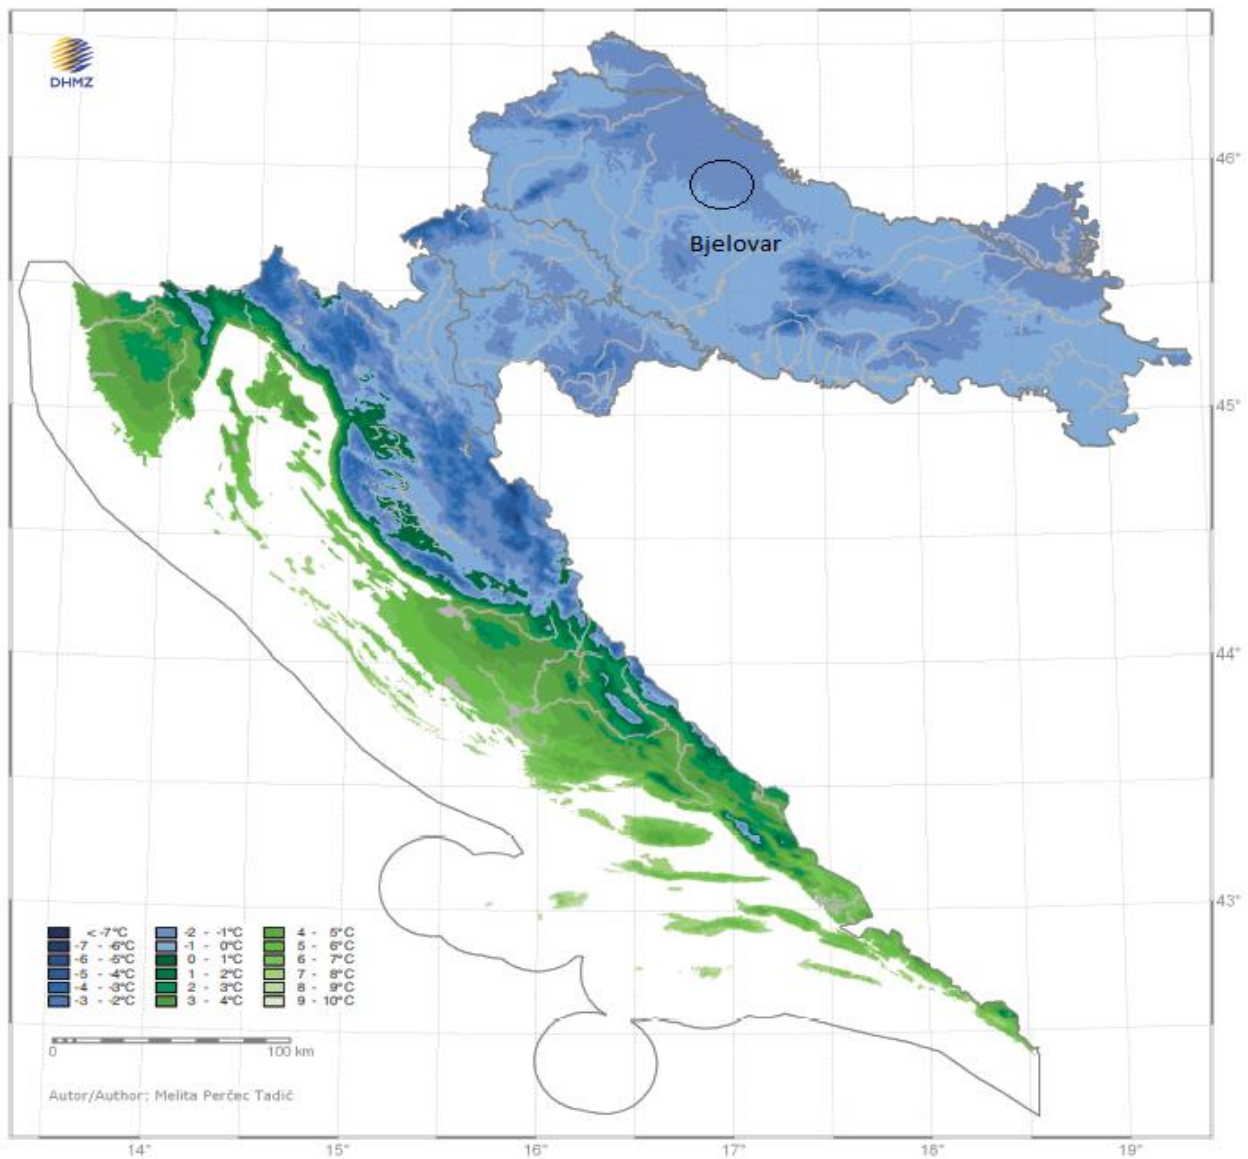 DHMZ
46°
Bjelovar
45°
44°
43°
< -7°C
-7 - -6°C
-6 - -5°C
-5 - -4°C
-4 - -3°C
-3 - -2°C
-2 - -1°C
-1 - 0°C
0 - 1°C
1 - 2°C
2 - 3°C
3 - 4°C
4 - 5°C
5 - 6°C
6 - 7°C
7 - 8°C
8 - 9°C
9 - 10°C
0 100 km
Autor/Author: Melita Perčec Tadić
14° 15° 16° 17° 18° 19°